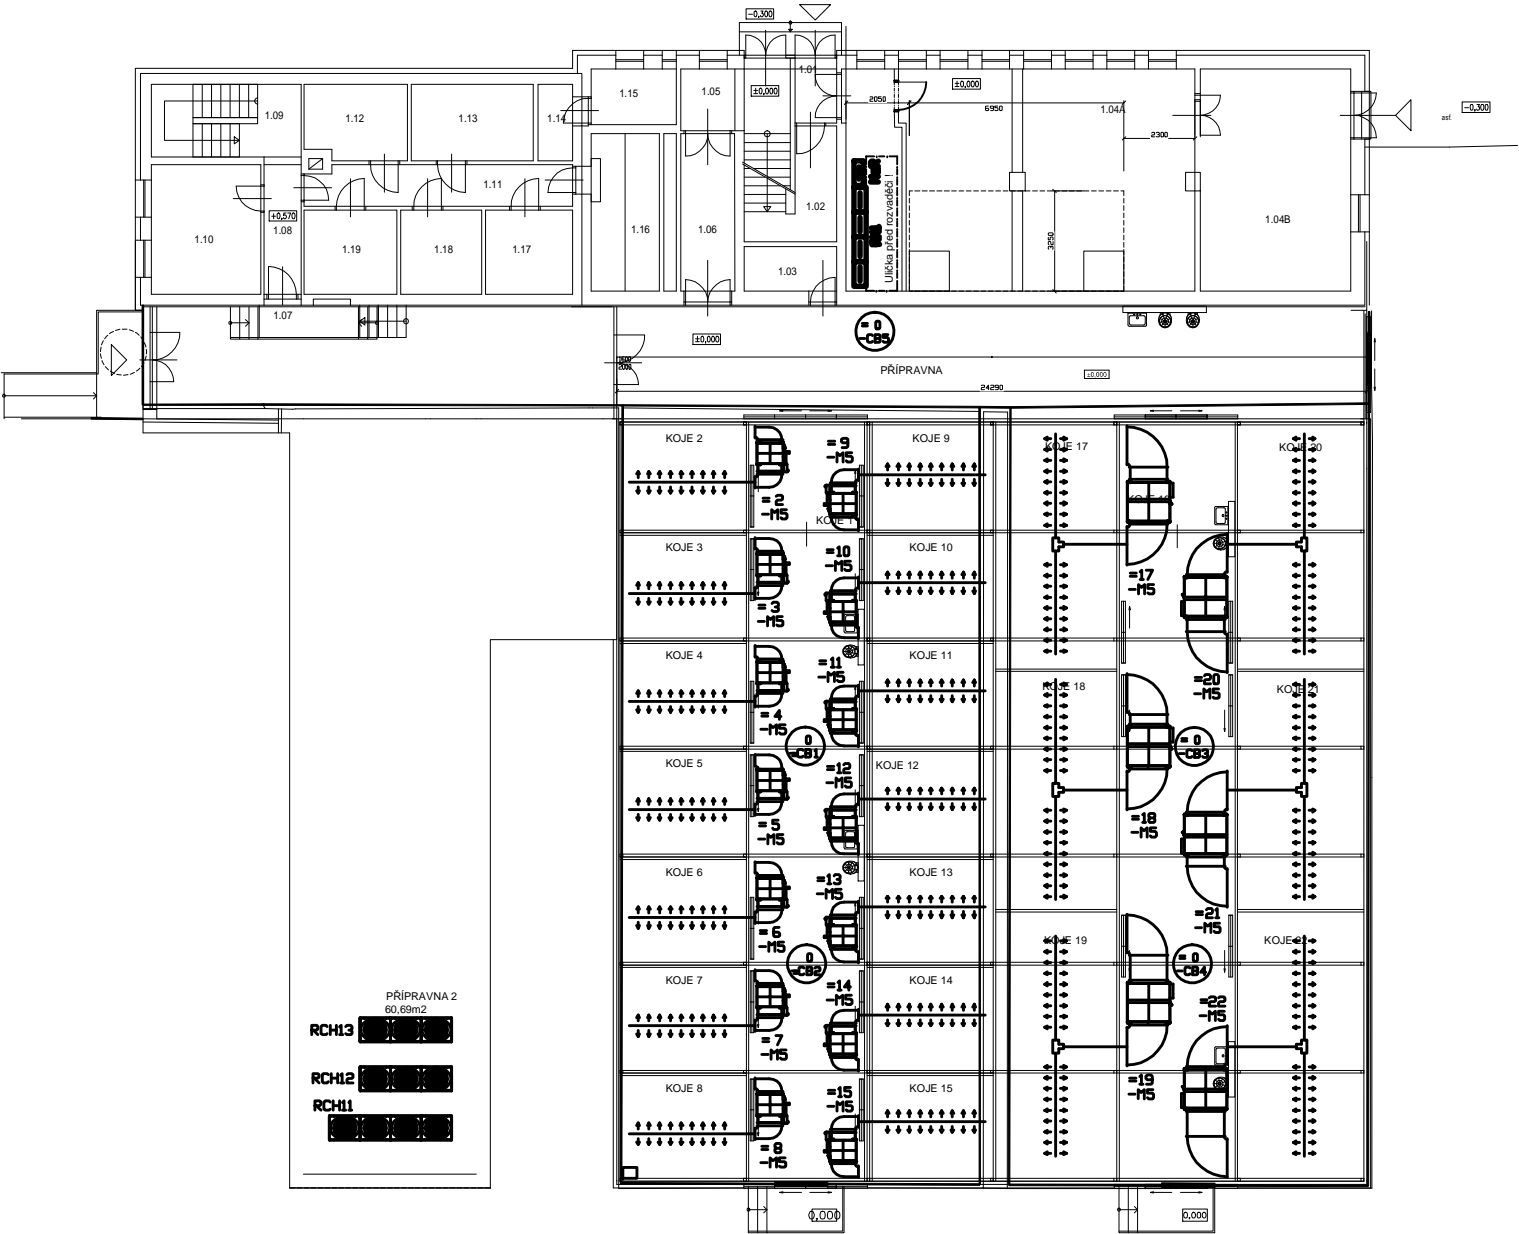 -0,300
1.01
1.15
1.05
±0,000
±0,000
2050
6950
1.04A
2300
-0,300
asf.
1.09
1.12
1.13
1.14
1.11
1.10
+0,570
1.08
1.19
1.18
1.17
1.16
1.06
1.02
1.03
Ulička před rozvaděči !
3250
1.04B
1.07
±0,000
= 0
-CB5
PŘÍPRAVNA
±0,000
24290
KOJE 2
= 9
-M5
KOJE 9
KOJE 17
KOJE 20
= 2
-M5
KOJE 1
KOJE 16
KOJE 3
=10
-M5
KOJE 10
=17
-M5
= 3
-M5
KOJE 4
=11
-M5
KOJE 11
KOJE 18
=20
-M5
KOJE 21
= 4
-M5
0
=CB1
= 0
-CB3
KOJE 5
=12
-M5
KOJE 12
= 5
-M5
=18
-M5
KOJE 6
=13
-M5
KOJE 13
= 6
-M5
=21
-M5
KOJE 19
KOJE 22
0
=CB2
= 0
-CB4
KOJE 7
=14
-M5
KOJE 14
=22
-M5
PŘÍPRAVNA 2
60,69m2
RCH13
= 7
-M5
RCH12
KOJE 8
=15
-M5
KOJE 15
=19
-M5
RCH11
= 8
-M5
0,000
0,000